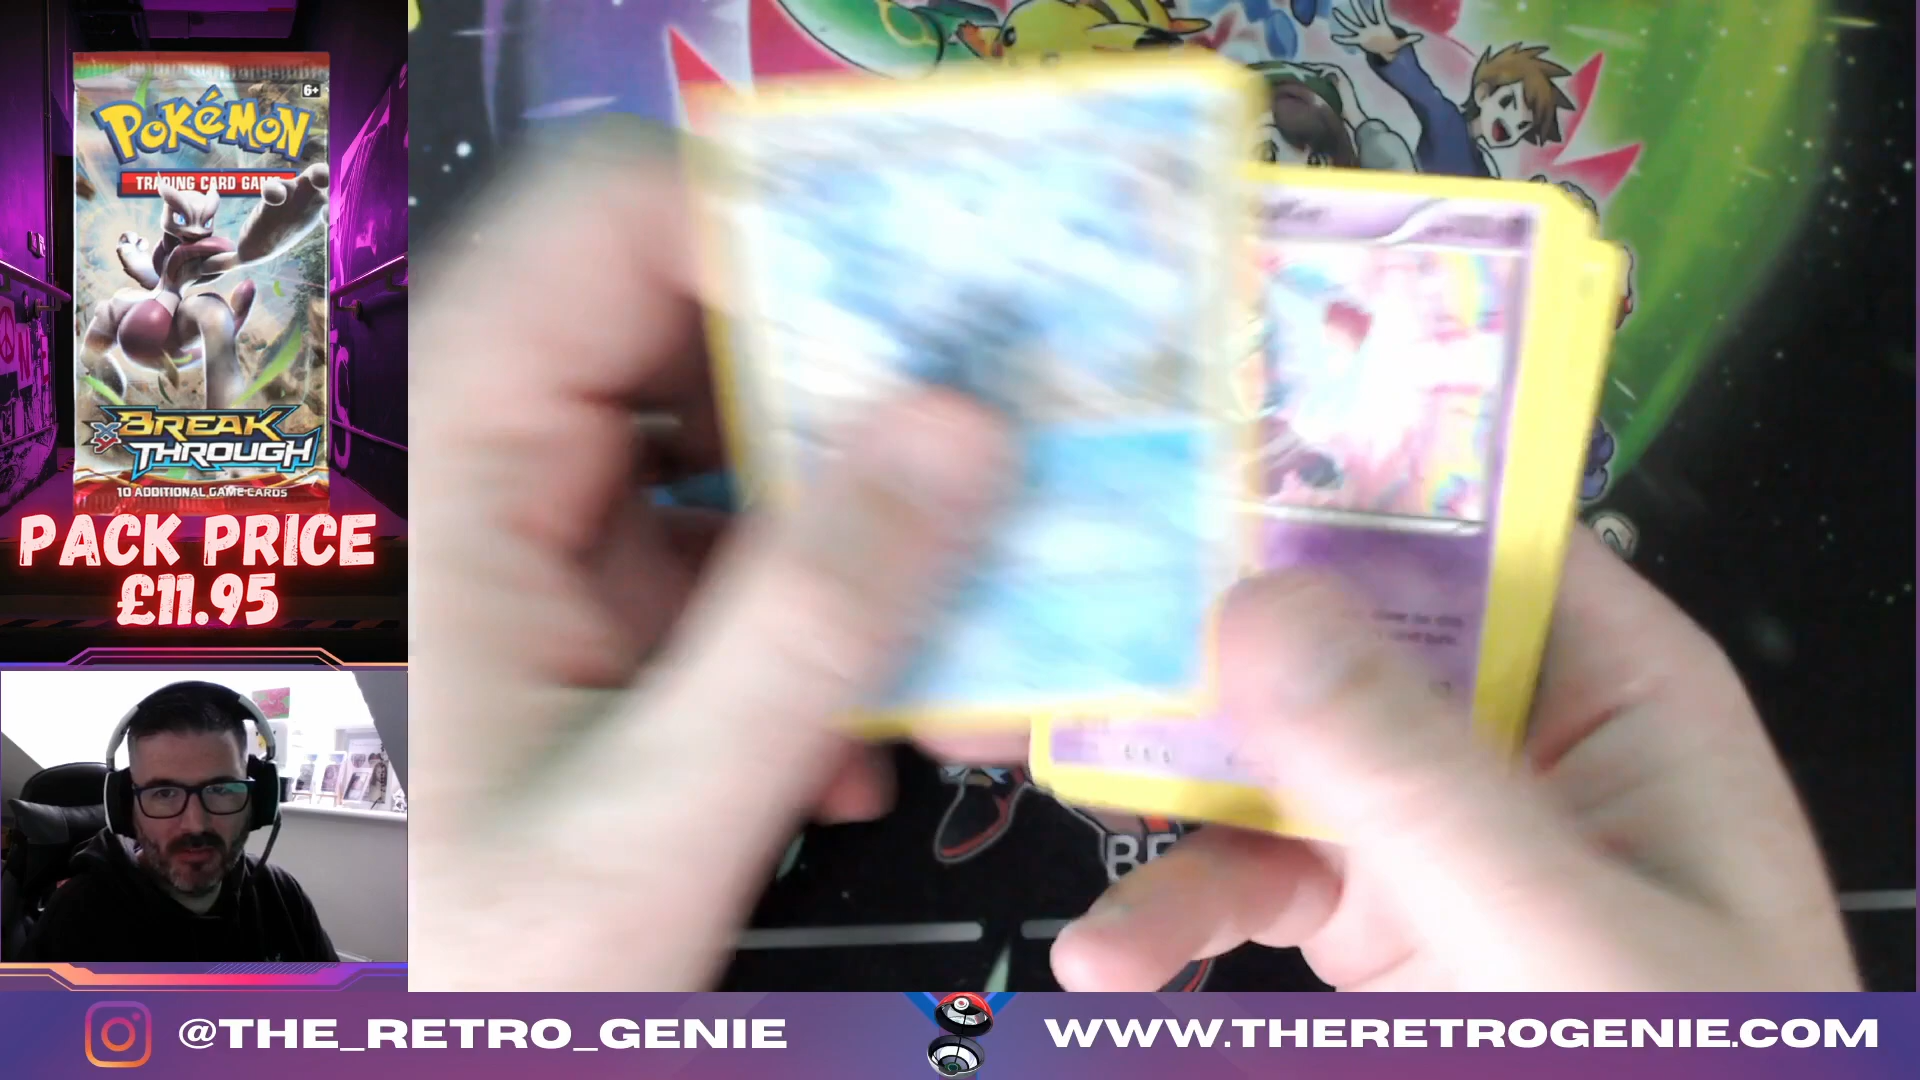 6+
POKéMON
TRADING CARD GAME
XY
BREAK
THROUGH
10 ADDITIONAL GAME CARDS
PACK PRICE
£11.95
@THE_RETRO_GENIE
WWW.THERETROGENIE.COM